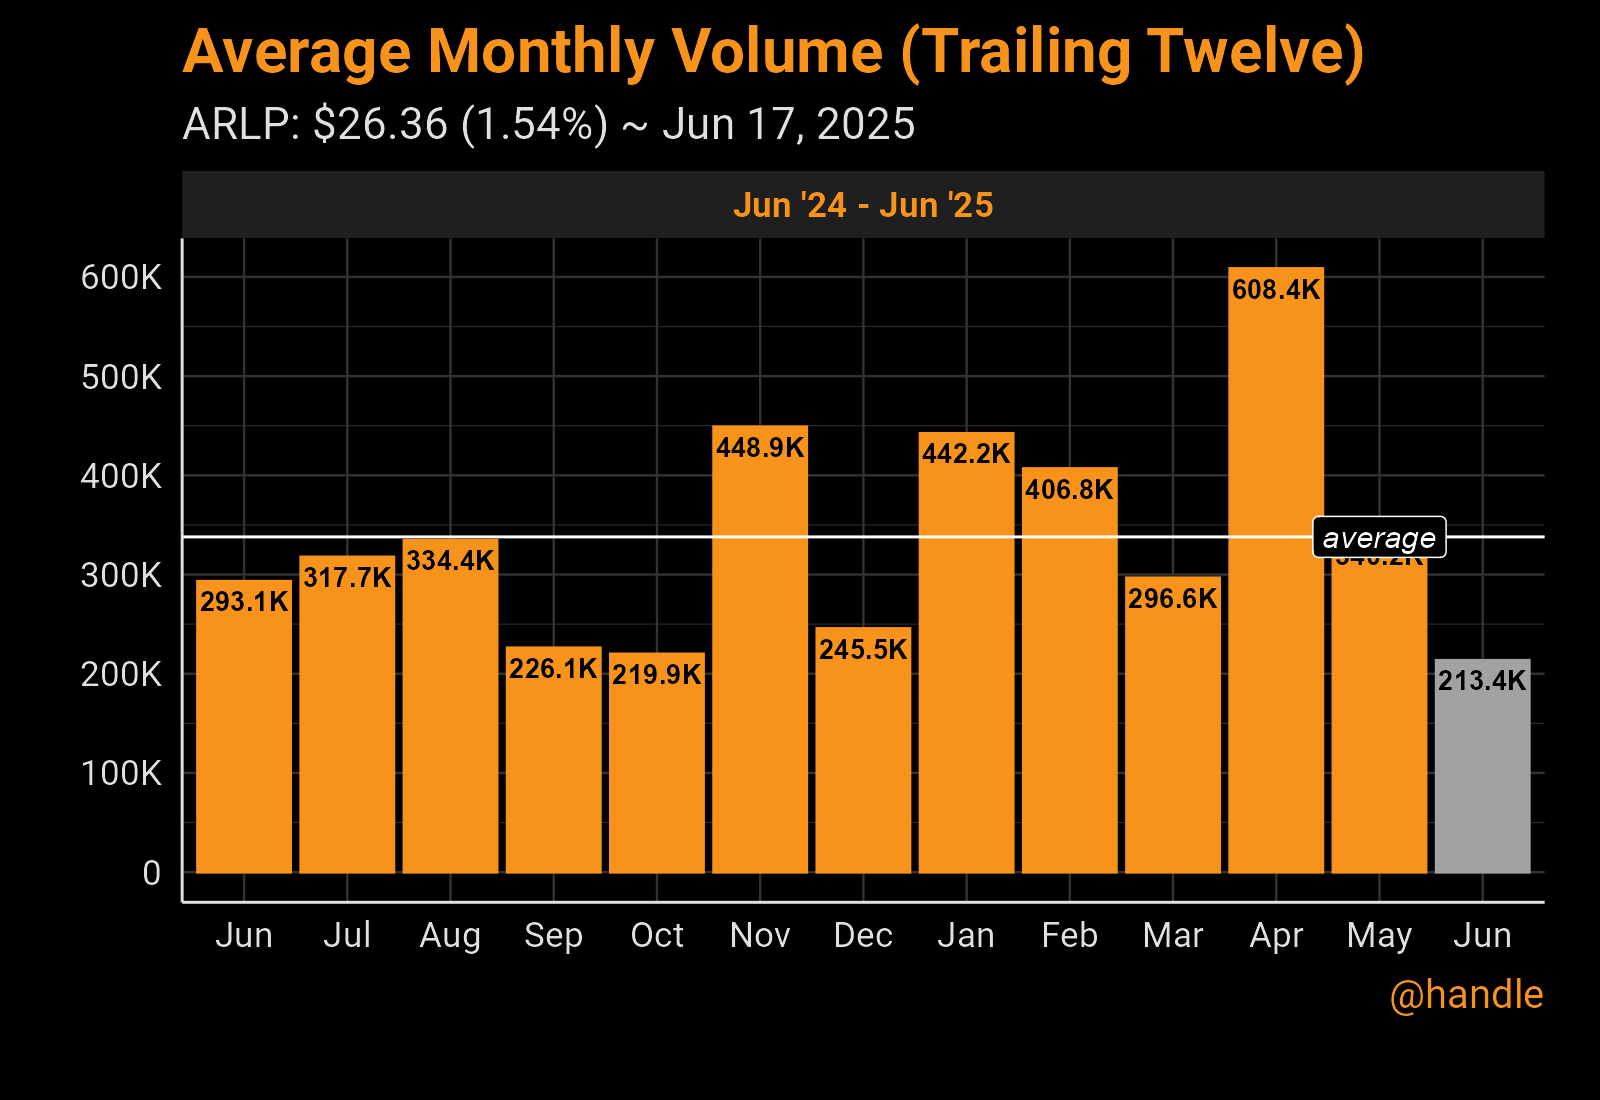 Average Monthly Volume (Trailing Twelve)
ARLP: $26.36 (1.54%) ~ Jun 17, 2025
Jun '24 - Jun '25
600K
500K
400K
300K
200K
100K
0
293.1K
317.7K
334.4K
226.1K
219.9K
448.9K
245.5K
442.2K
406.8K
296.6K
608.4K
average
213.4K
Jun Jul Aug Sep Oct Nov Dec Jan Feb Mar Apr May Jun
@handle